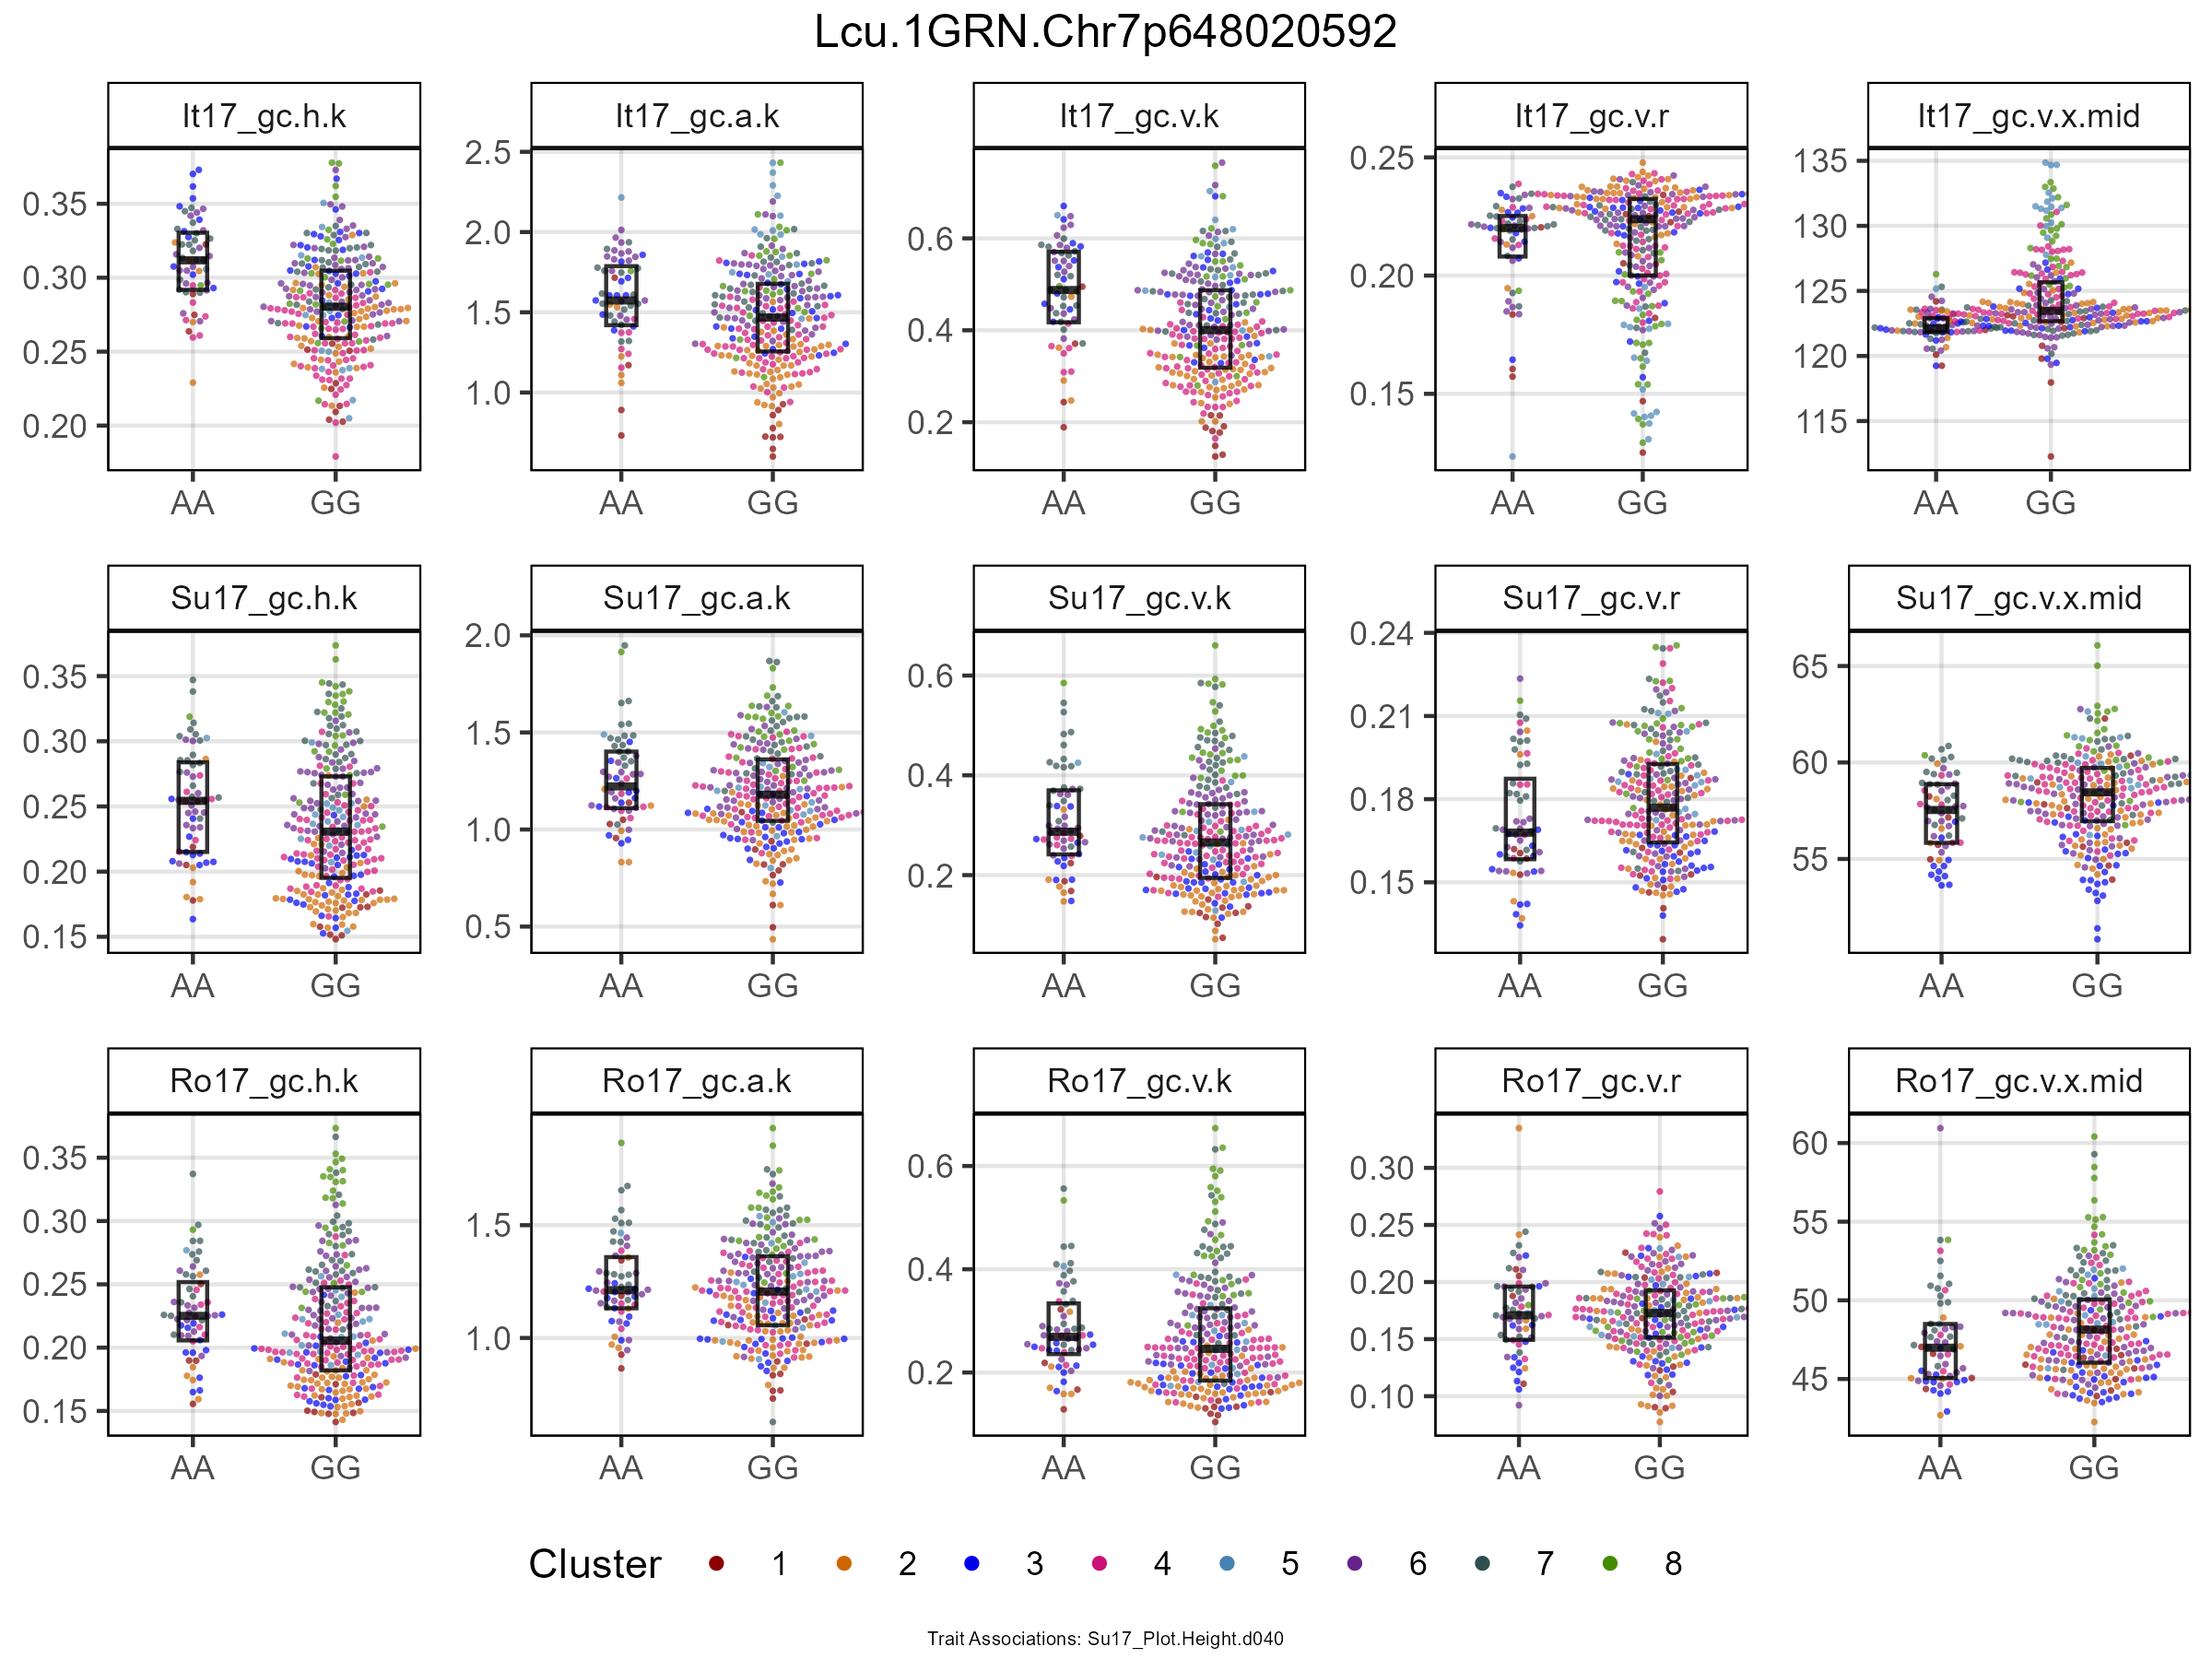 Lcu.1GRN.Chr7p648020592
It17_gc.h.k It17_gc.a.k It17_gc.v.k It17_gc.v.r It17_gc.v.x.mid
0.35 0.30 0.25 0.20
2.5 2.0 1.5 1.0
0.6 0.4 0.2
0.25 0.20 0.15
135 130 125 120 115
AA GG AA GG AA GG AA GG AA GG
Su17_gc.h.k Su17_gc.a.k Su17_gc.v.k Su17_gc.v.r Su17_gc.v.x.mid
0.35 0.30 0.25 0.20 0.15
2.0 1.5 1.0 0.5
0.6 0.4 0.2
0.24 0.21 0.18 0.15
65 60 55
AA GG AA GG AA GG AA GG AA GG
Ro17_gc.h.k Ro17_gc.a.k Ro17_gc.v.k Ro17_gc.v.r Ro17_gc.v.x.mid
0.35 0.30 0.25 0.20 0.15
1.5 1.0
0.6 0.4 0.2
0.30 0.25 0.20 0.15 0.10
60 55 50 45
AA GG AA GG AA GG AA GG AA GG
Cluster 1 2 3 4 5 6 7 8
Trait Associations: Su17_Plot.Height.d040